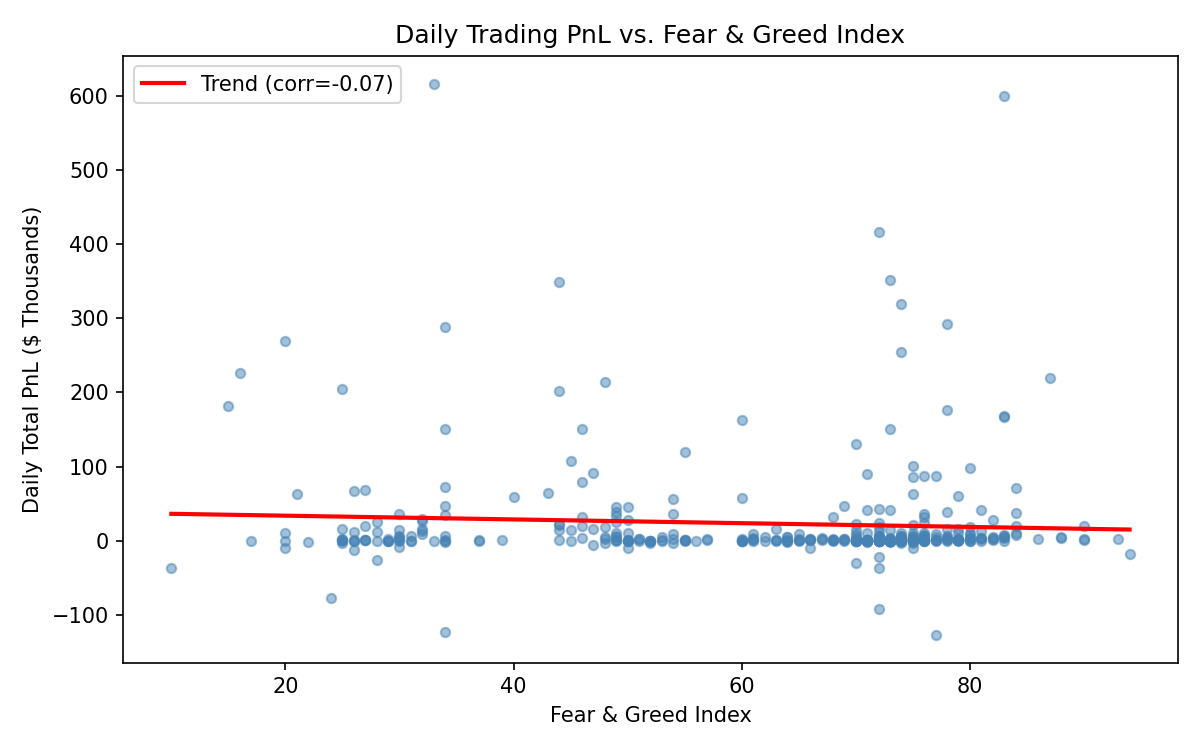 Daily Trading PnL vs. Fear & Greed Index
Trend (corr=-0.07)
Daily Total PnL ($ Thousands)
600
500
400
300
200
100
0
−100
20 40 60 80
Fear & Greed Index